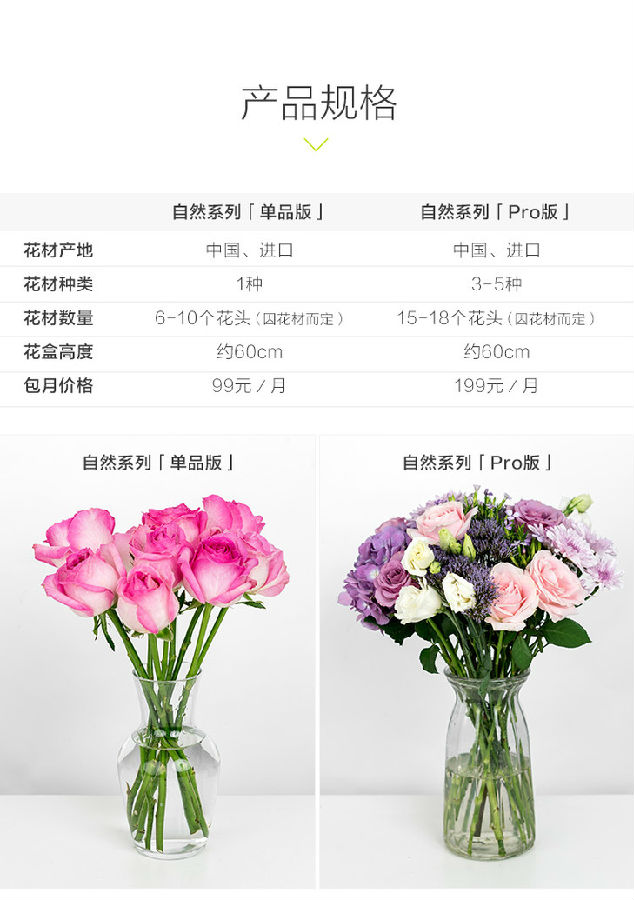 产品规格
自然系列「单品版」 自然系列「Pro版」
花材产地 中国、进口 中国、进口
花材种类 1种 3-5种
花材数量 6-10个花头(因花材而定) 15-18个花头(因花材而定)
花盒高度 约60cm 约60cm
包月价格 99元/月 199元/月
自然系列「单品版」 自然系列「Pro版」